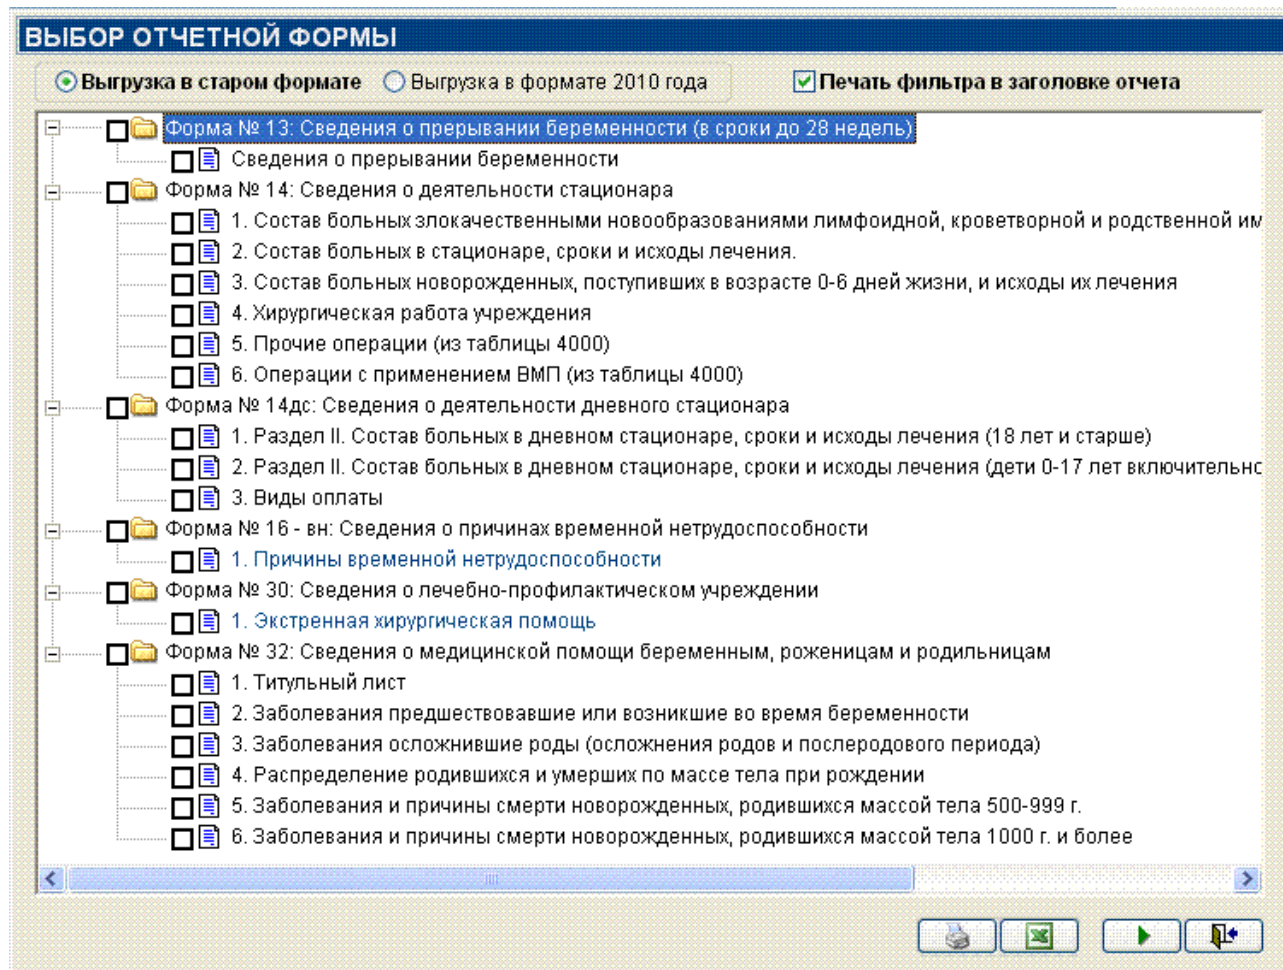 ВЫБОР ОТЧЕТНОЙ ФОРМЫ
Выгрузка в старом формате Выгрузка в формате 2010 года Печать фильтра в заголовке отчета
Форма № 13: Сведения о прерывании беременности (в сроки до 28 недель)
Сведения о прерывании беременности
Форма № 14: Сведения о деятельности стационара
1. Состав больных злокачественными новообразованиями лимфоидной, кроветворной и родственной им
2. Состав больных в стационаре, сроки и исходы лечения.
3. Состав больных новорожденных, поступивших в возрасте 0-6 дней жизни, и исходы их лечения
4. Хирургическая работа учреждения
5. Прочие операции (из таблицы 4000)
6. Операции с применением ВМП (из таблицы 4000)
Форма № 14дс: Сведения о деятельности дневного стационара
1. Раздел II. Состав больных в дневном стационаре, сроки и исходы лечения (18 лет и старше)
2. Раздел II. Состав больных в дневном стационаре, сроки и исходы лечения (дети 0-17 лет включительно
3. Виды оплаты
Форма № 16 - вн: Сведения о причинах временной нетрудоспособности
1. Причины временной нетрудоспособности
Форма № 30: Сведения о лечебно-профилактическом учреждении
1. Экстренная хирургическая помощь
Форма № 32: Сведения о медицинской помощи беременным, роженицам и родильницам
1. Титульный лист
2. Заболевания предшествовавшие или возникшие во время беременности
3. Заболевания осложнившие роды (осложнения родов и послеродового периода)
4. Распределение родившихся и умерших по массе тела при рождении
5. Заболевания и причины смерти новорожденных, родившихся массой тела 500-999 г.
6. Заболевания и причины смерти новорожденных, родившихся массой тела 1000 г. и более